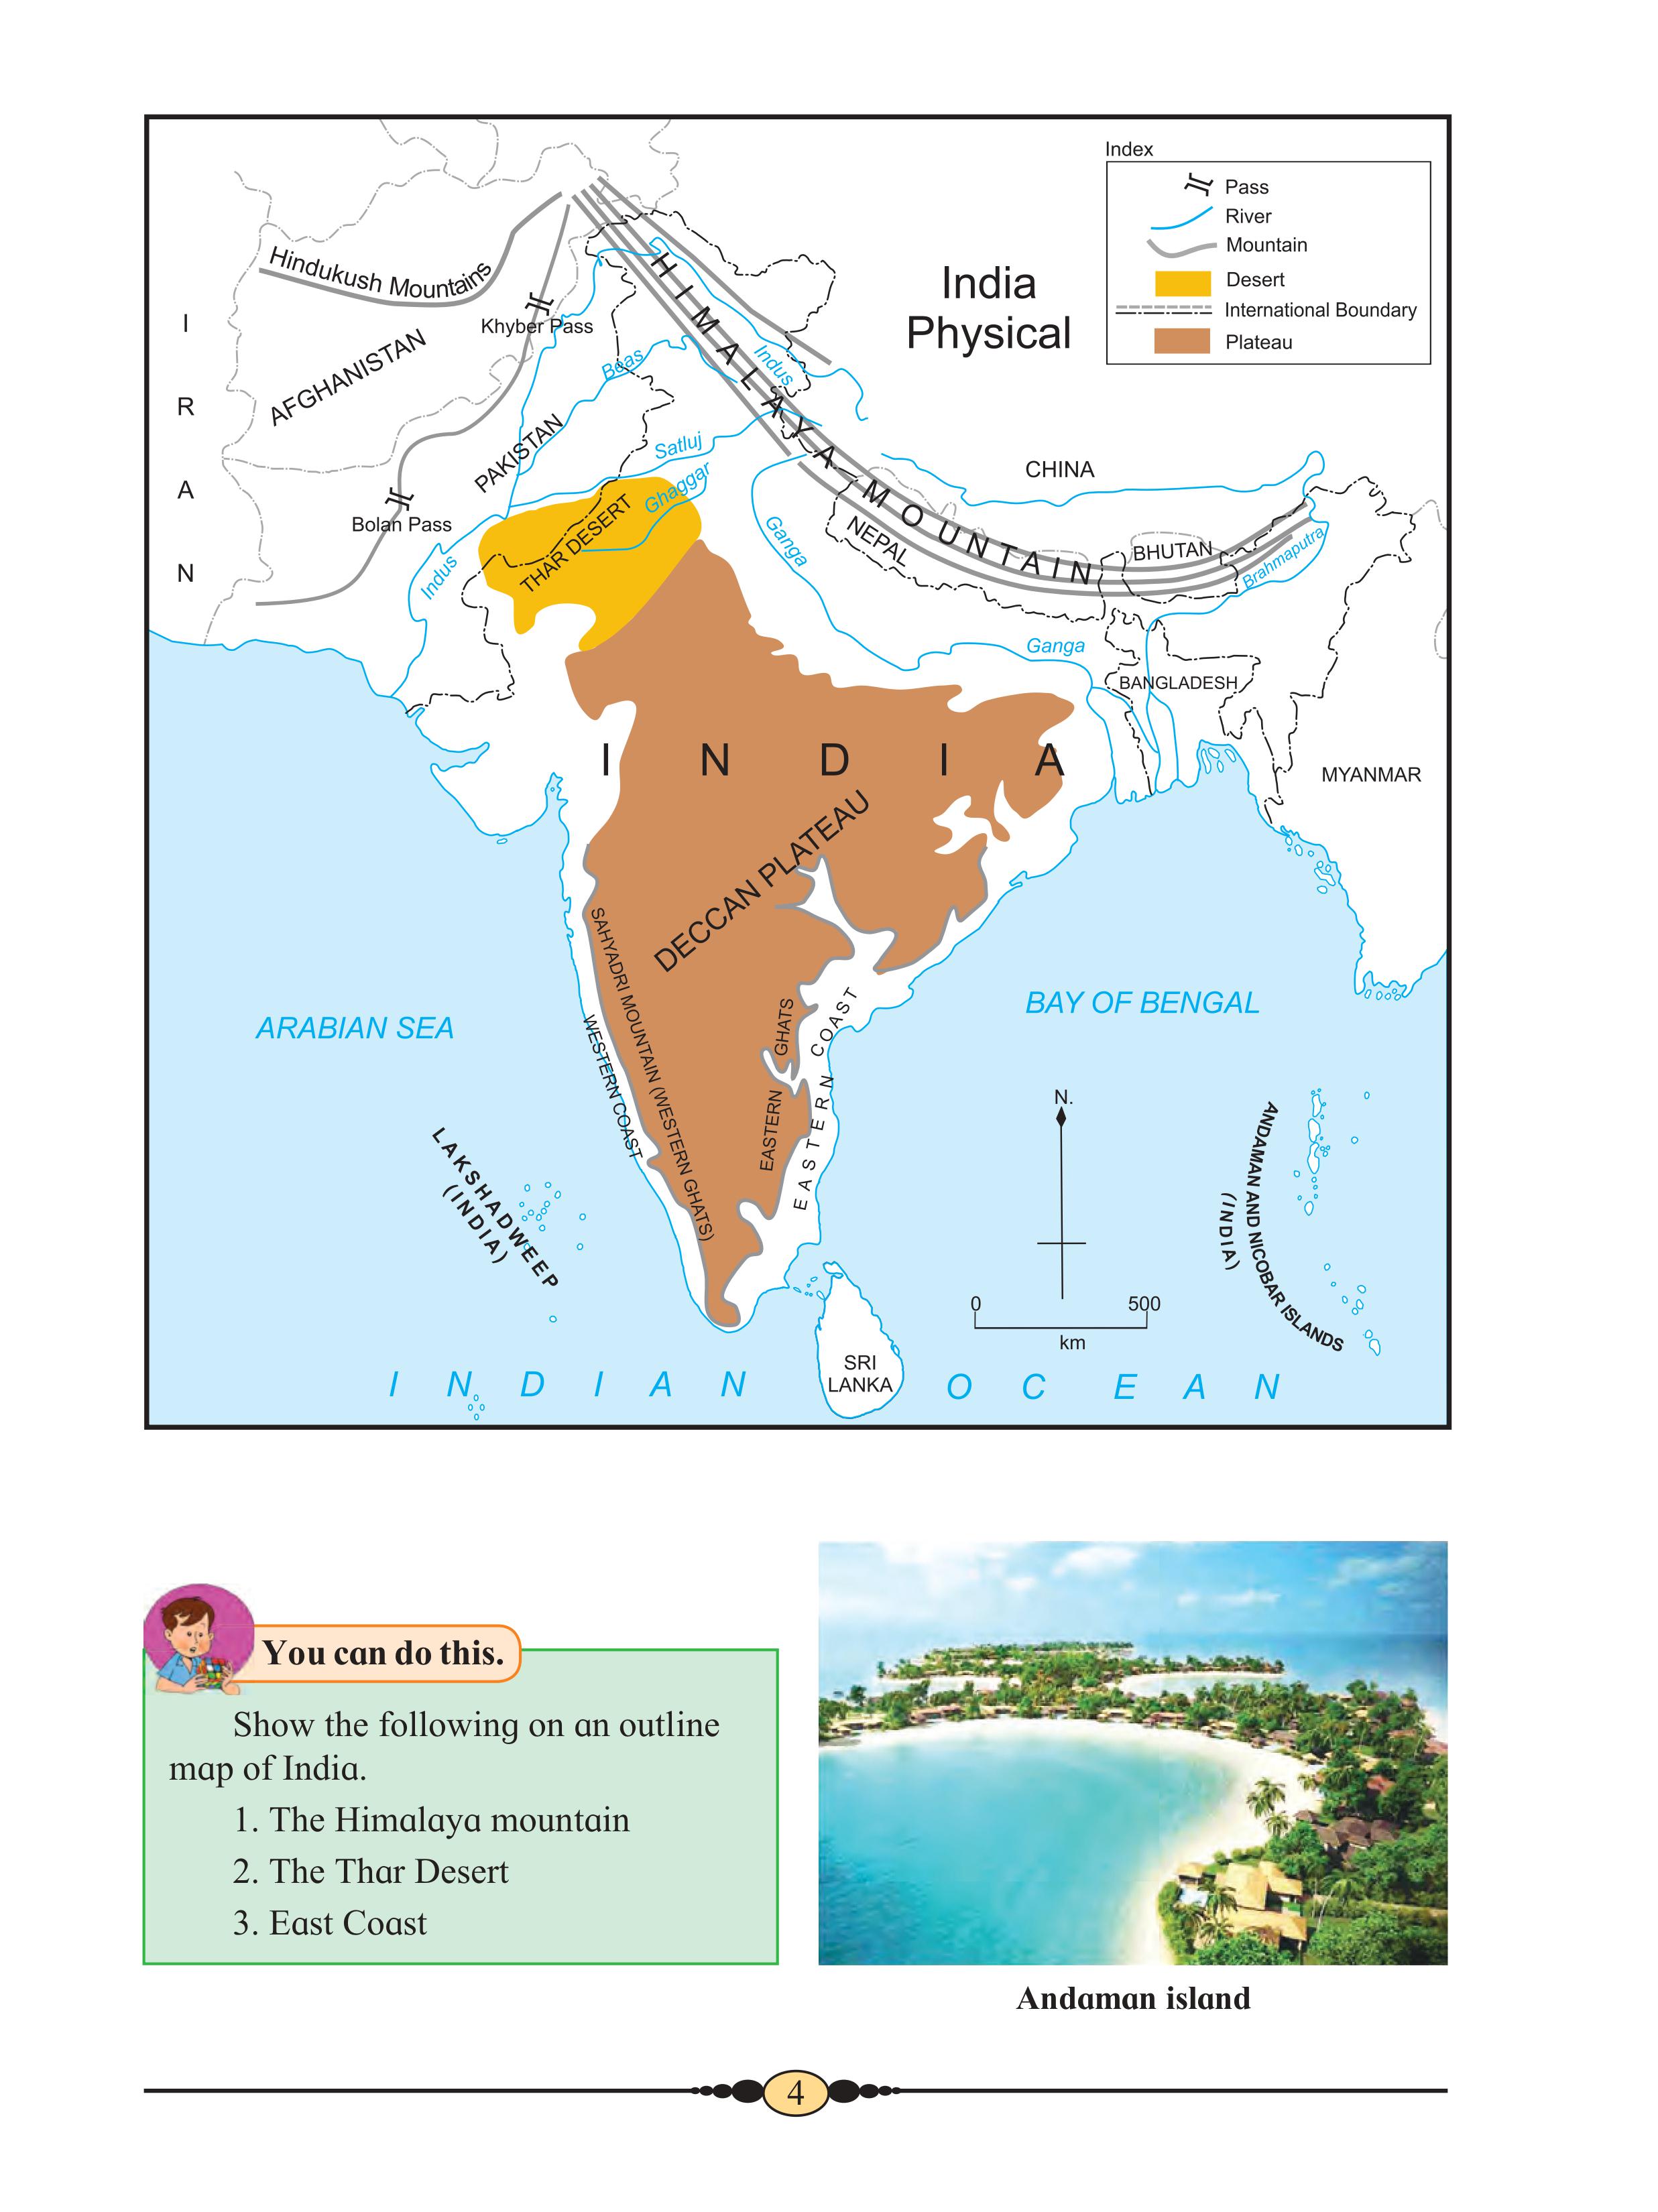 Index
Pass
River
Mountain
Desert
International Boundary
Plateau
India
Physical
Hindukush Mountains
Khyber Pass
AFGHANISTAN
IRAN
Beas
Indus
HIMALAYA MOUNTAIN
PAKISTAN
Satluj
Ghaggar
CHINA
Bolan Pass
THAR DESERT
Indus
Ganga
NEPAL
BHUTAN
Brahmaputra
Ganga
BANGLADESH
INDIA
MYANMAR
DECCAN PLATEAU
SAHYADRI MOUNTAIN (WESTERN GHATS)
WESTERN COAST
EASTERN GHATS
EASTERN COAST
ARABIAN SEA
BAY OF BENGAL
LAKSHADWEEP
(INDIA)
N.
ANDAMAN AND NICOBAR ISLANDS
(INDIA)
0 500
km
SRI
LANKA
INDIAN OCEAN
You can do this.
Show the following on an outline
map of India.
1. The Himalaya mountain
2. The Thar Desert
3. East Coast
Andaman island
4